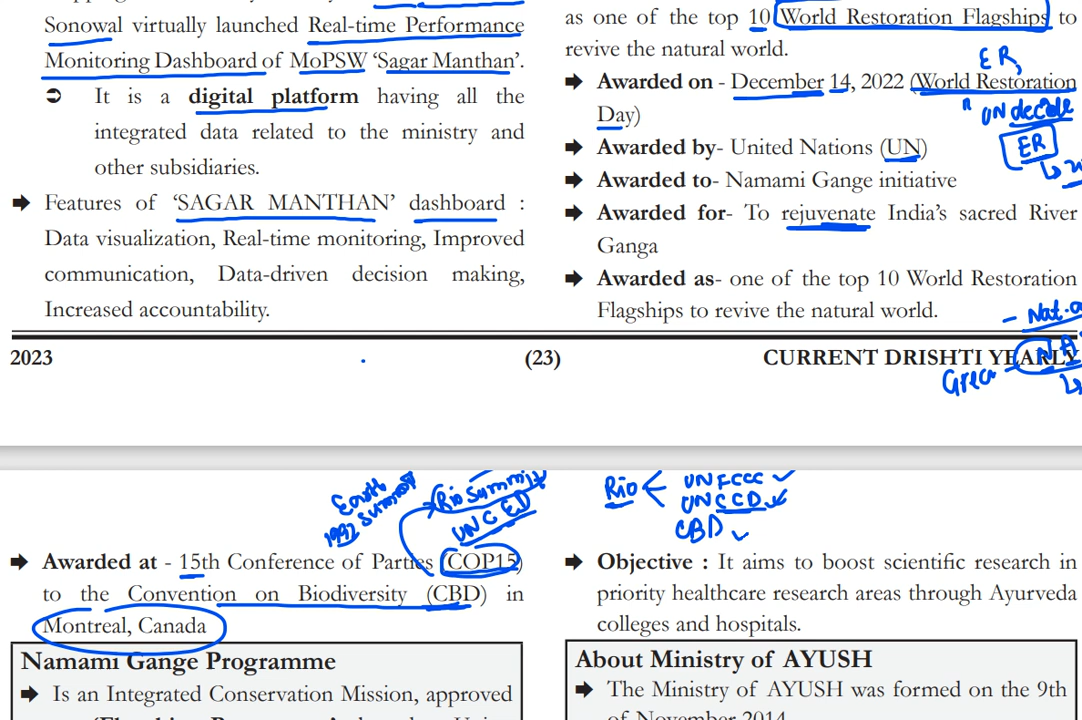 Sonowal virtually launched Real-time Performance
Monitoring Dashboard of MoPSW ‘Sagar Manthan’.
➲ It is a digital platform having all the
integrated data related to the ministry and
other subsidiaries.
➡ Features of ‘SAGAR MANTHAN’ dashboard :
Data visualization, Real-time monitoring, Improved
communication, Data-driven decision making,
Increased accountability.
as one of the top 10 World Restoration Flagships to
revive the natural world.
ER,
➡ Awarded on - December 14, 2022 (World Restoration
Day)
UN decade
ER
➡ Awarded by- United Nations (UN)
➡ Awarded to- Namami Gange initiative
➡ Awarded for- To rejuvenate India’s sacred River
Ganga
➡ Awarded as- one of the top 10 World Restoration
Flagships to revive the natural world.
2023 (23) CURRENT DRISHTI YEARLY
Earth Summit
1992
Rio Summit
UNCED
➡ Awarded at - 15th Conference of Parties (COP15)
to the Convention on Biodiversity (CBD) in
Montreal, Canada
Namami Gange Programme
➡ Is an Integrated Conservation Mission, approved
Rio < UNFCCC
UNCCD
CBD
➡ Objective : It aims to boost scientific research in
priority healthcare research areas through Ayurveda
colleges and hospitals.
About Ministry of AYUSH
➡ The Ministry of AYUSH was formed on the 9th
of November 2014